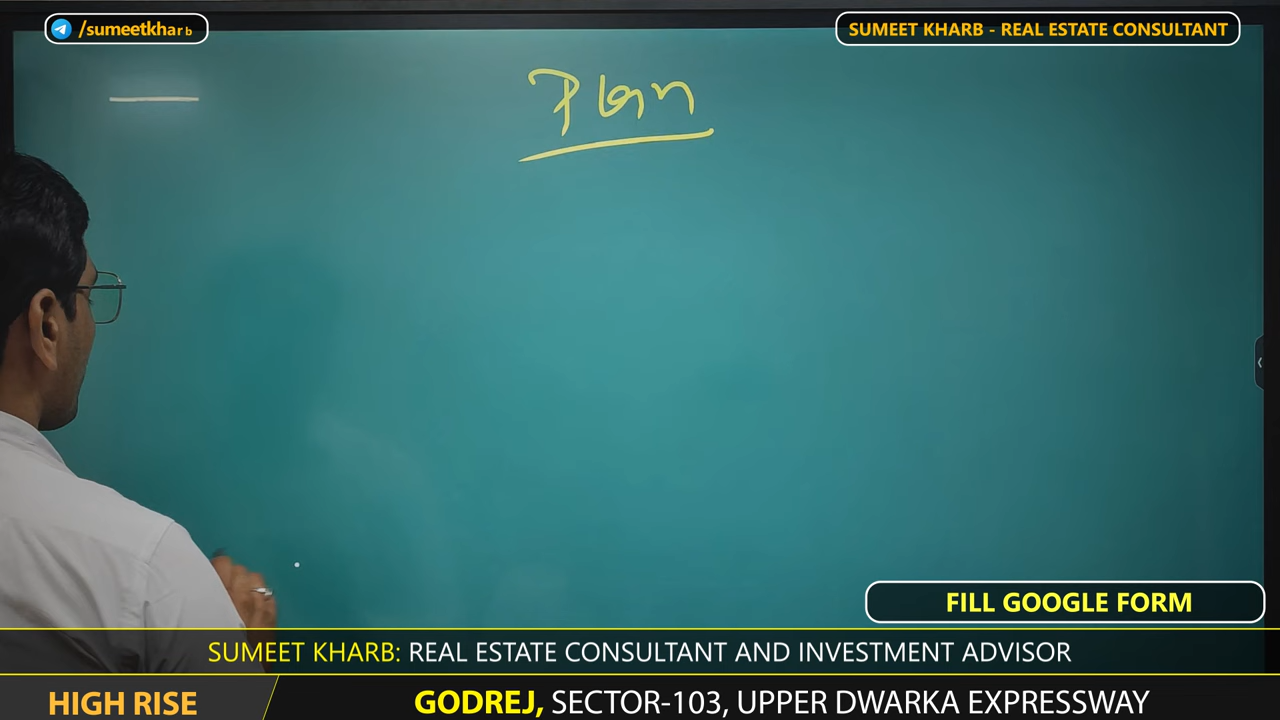 /sumeetkharb
SUMEET KHARB - REAL ESTATE CONSULTANT
Plan
FILL GOOGLE FORM
SUMEET KHARB: REAL ESTATE CONSULTANT AND INVESTMENT ADVISOR
HIGH RISE
GODREJ, SECTOR-103, UPPER DWARKA EXPRESSWAY